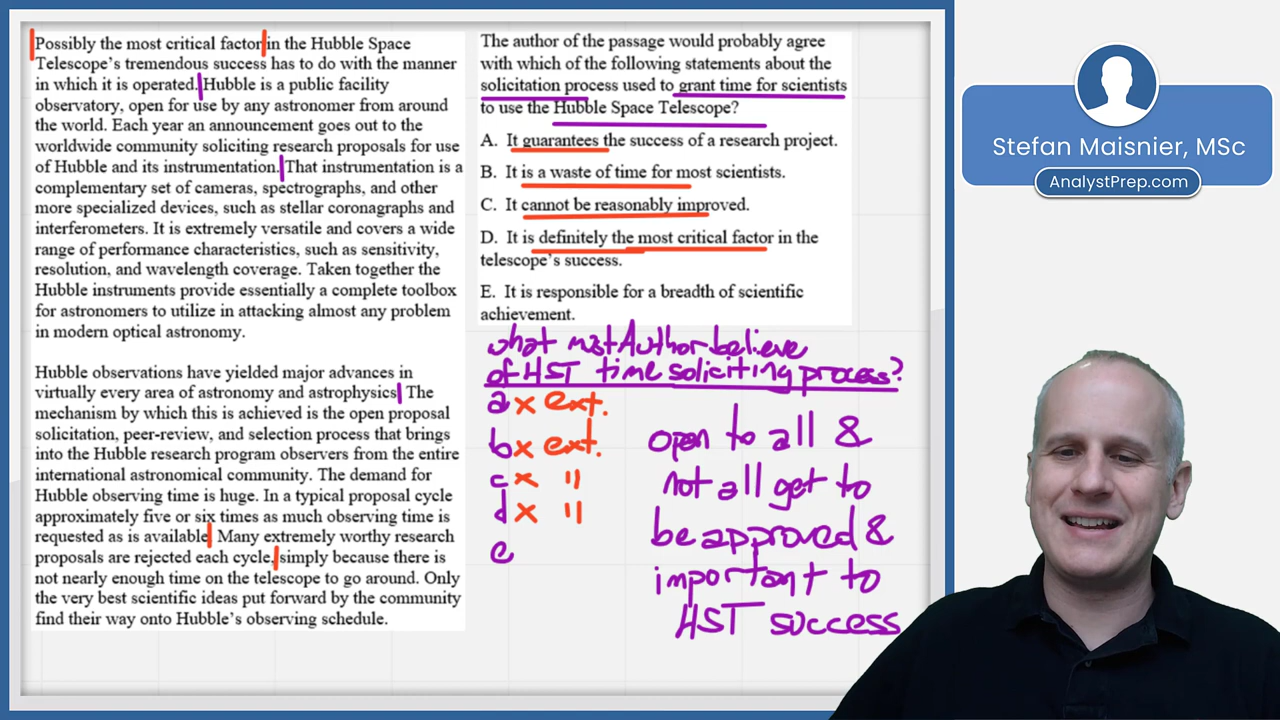 Possibly the most critical factor in the Hubble Space
Telescope's tremendous success has to do with the manner
in which it is operated. Hubble is a public facility
observatory, open for use by any astronomer from around
the world. Each year an announcement goes out to the
worldwide community soliciting research proposals for use
of Hubble and its instrumentation. That instrumentation is a
complementary set of cameras, spectrographs, and other
more specialized devices, such as stellar coronagraphs and
interferometers. It is extremely versatile and covers a wide
range of performance characteristics, such as sensitivity,
resolution, and wavelength coverage. Taken together the
Hubble instruments provide essentially a complete toolbox
for astronomers to utilize in attacking almost any problem
in modern optical astronomy.
Hubble observations have yielded major advances in
virtually every area of astronomy and astrophysics. The
mechanism by which this is achieved is the open proposal
solicitation, peer-review, and selection process that brings
into the Hubble research program observers from the entire
international astronomical community. The demand for
Hubble observing time is huge. In a typical proposal cycle
approximately five or six times as much observing time is
requested as is available. Many extremely worthy research
proposals are rejected each cycle, simply because there is
not nearly enough time on the telescope to go around. Only
the very best scientific ideas put forward by the community
find their way onto Hubble's observing schedule.
The author of the passage would probably agree
with which of the following statements about the
solicitation process used to grant time for scientists
to use the Hubble Space Telescope?
A. It guarantees the success of a research project.
B. It is a waste of time for most scientists.
C. It cannot be reasonably improved.
D. It is definitely the most critical factor in the
telescope's success.
E. It is responsible for a breadth of scientific
achievement.
what must Author believe
of HST time soliciting process?
a x ext.
b x ext.
c x "
d x "
e
open to all &
not all get to
be approved &
important to
HST success
Stefan Maisnier, MSc
AnalystPrep.com